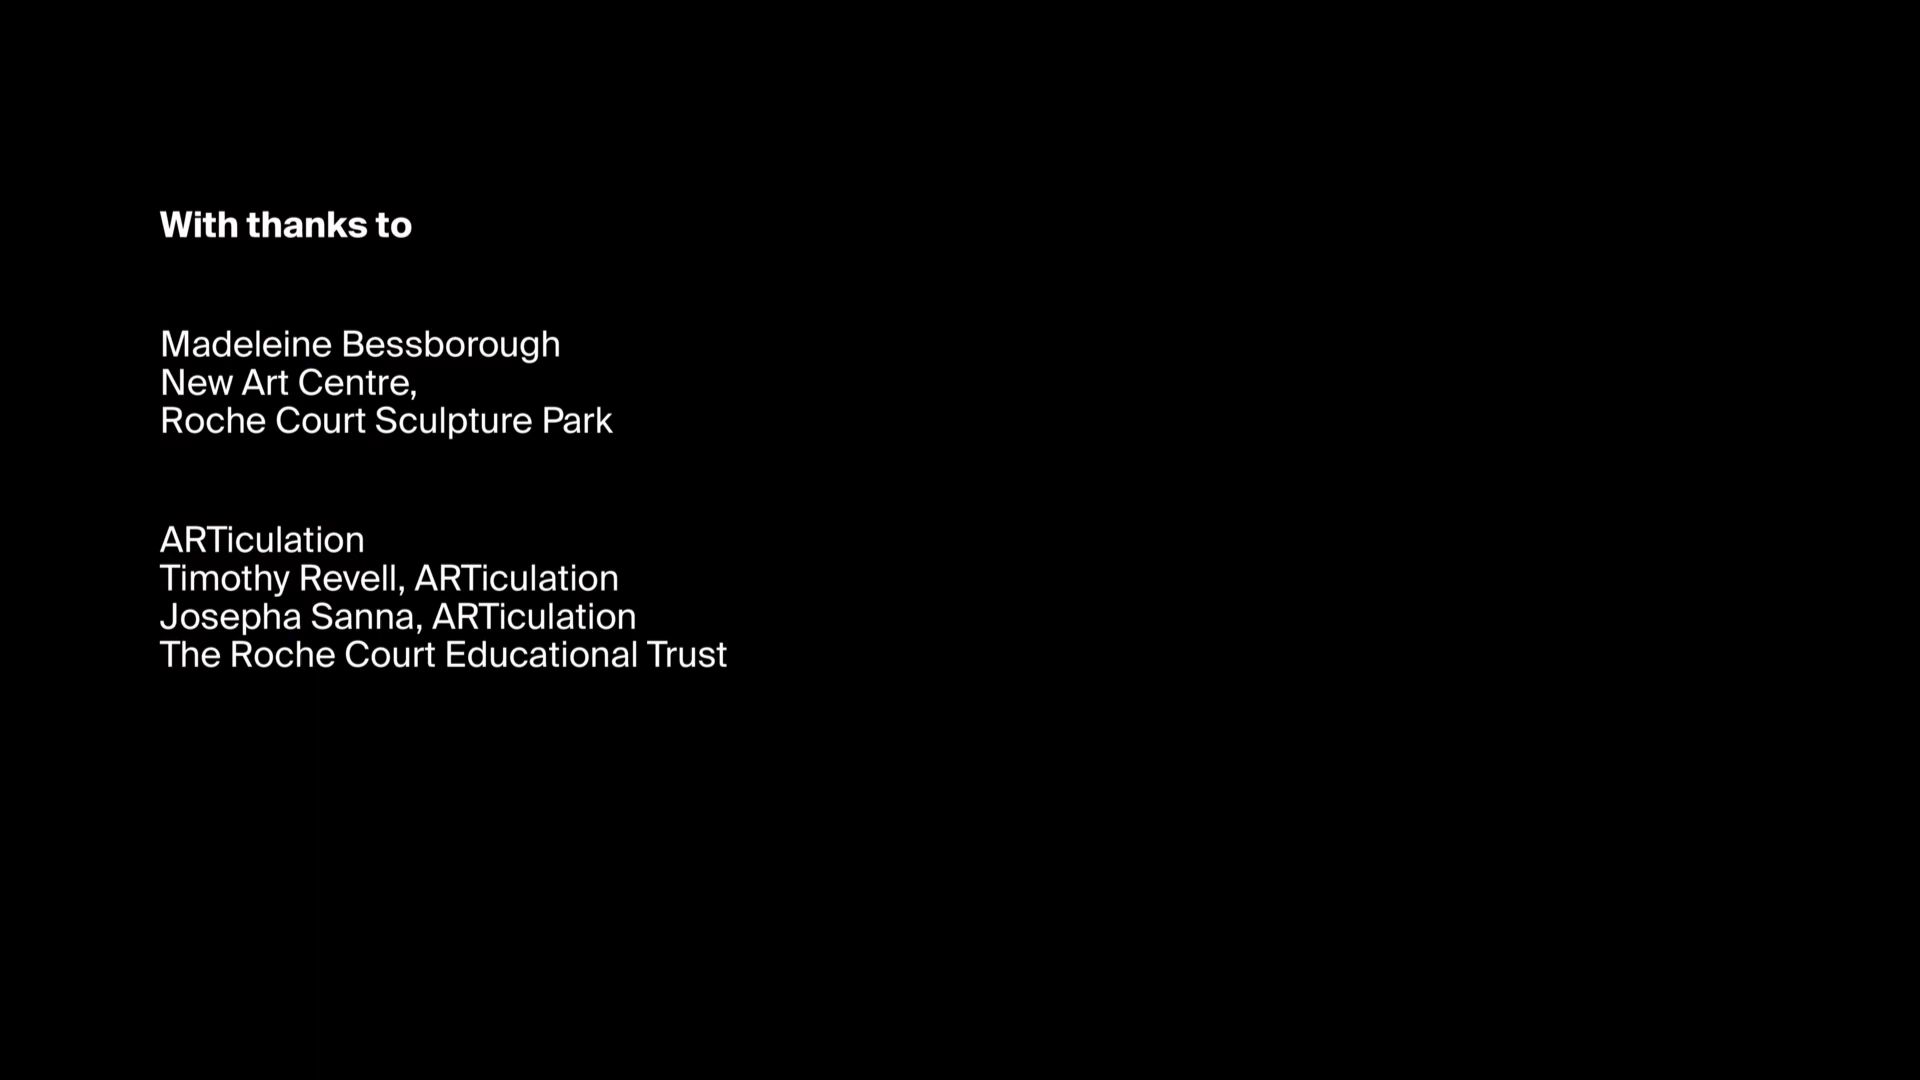 With thanks to
Madeleine Bessborough
New Art Centre,
Roche Court Sculpture Park
ARTiculation
Timothy Revell, ARTiculation
Josepha Sanna, ARTiculation
The Roche Court Educational Trust